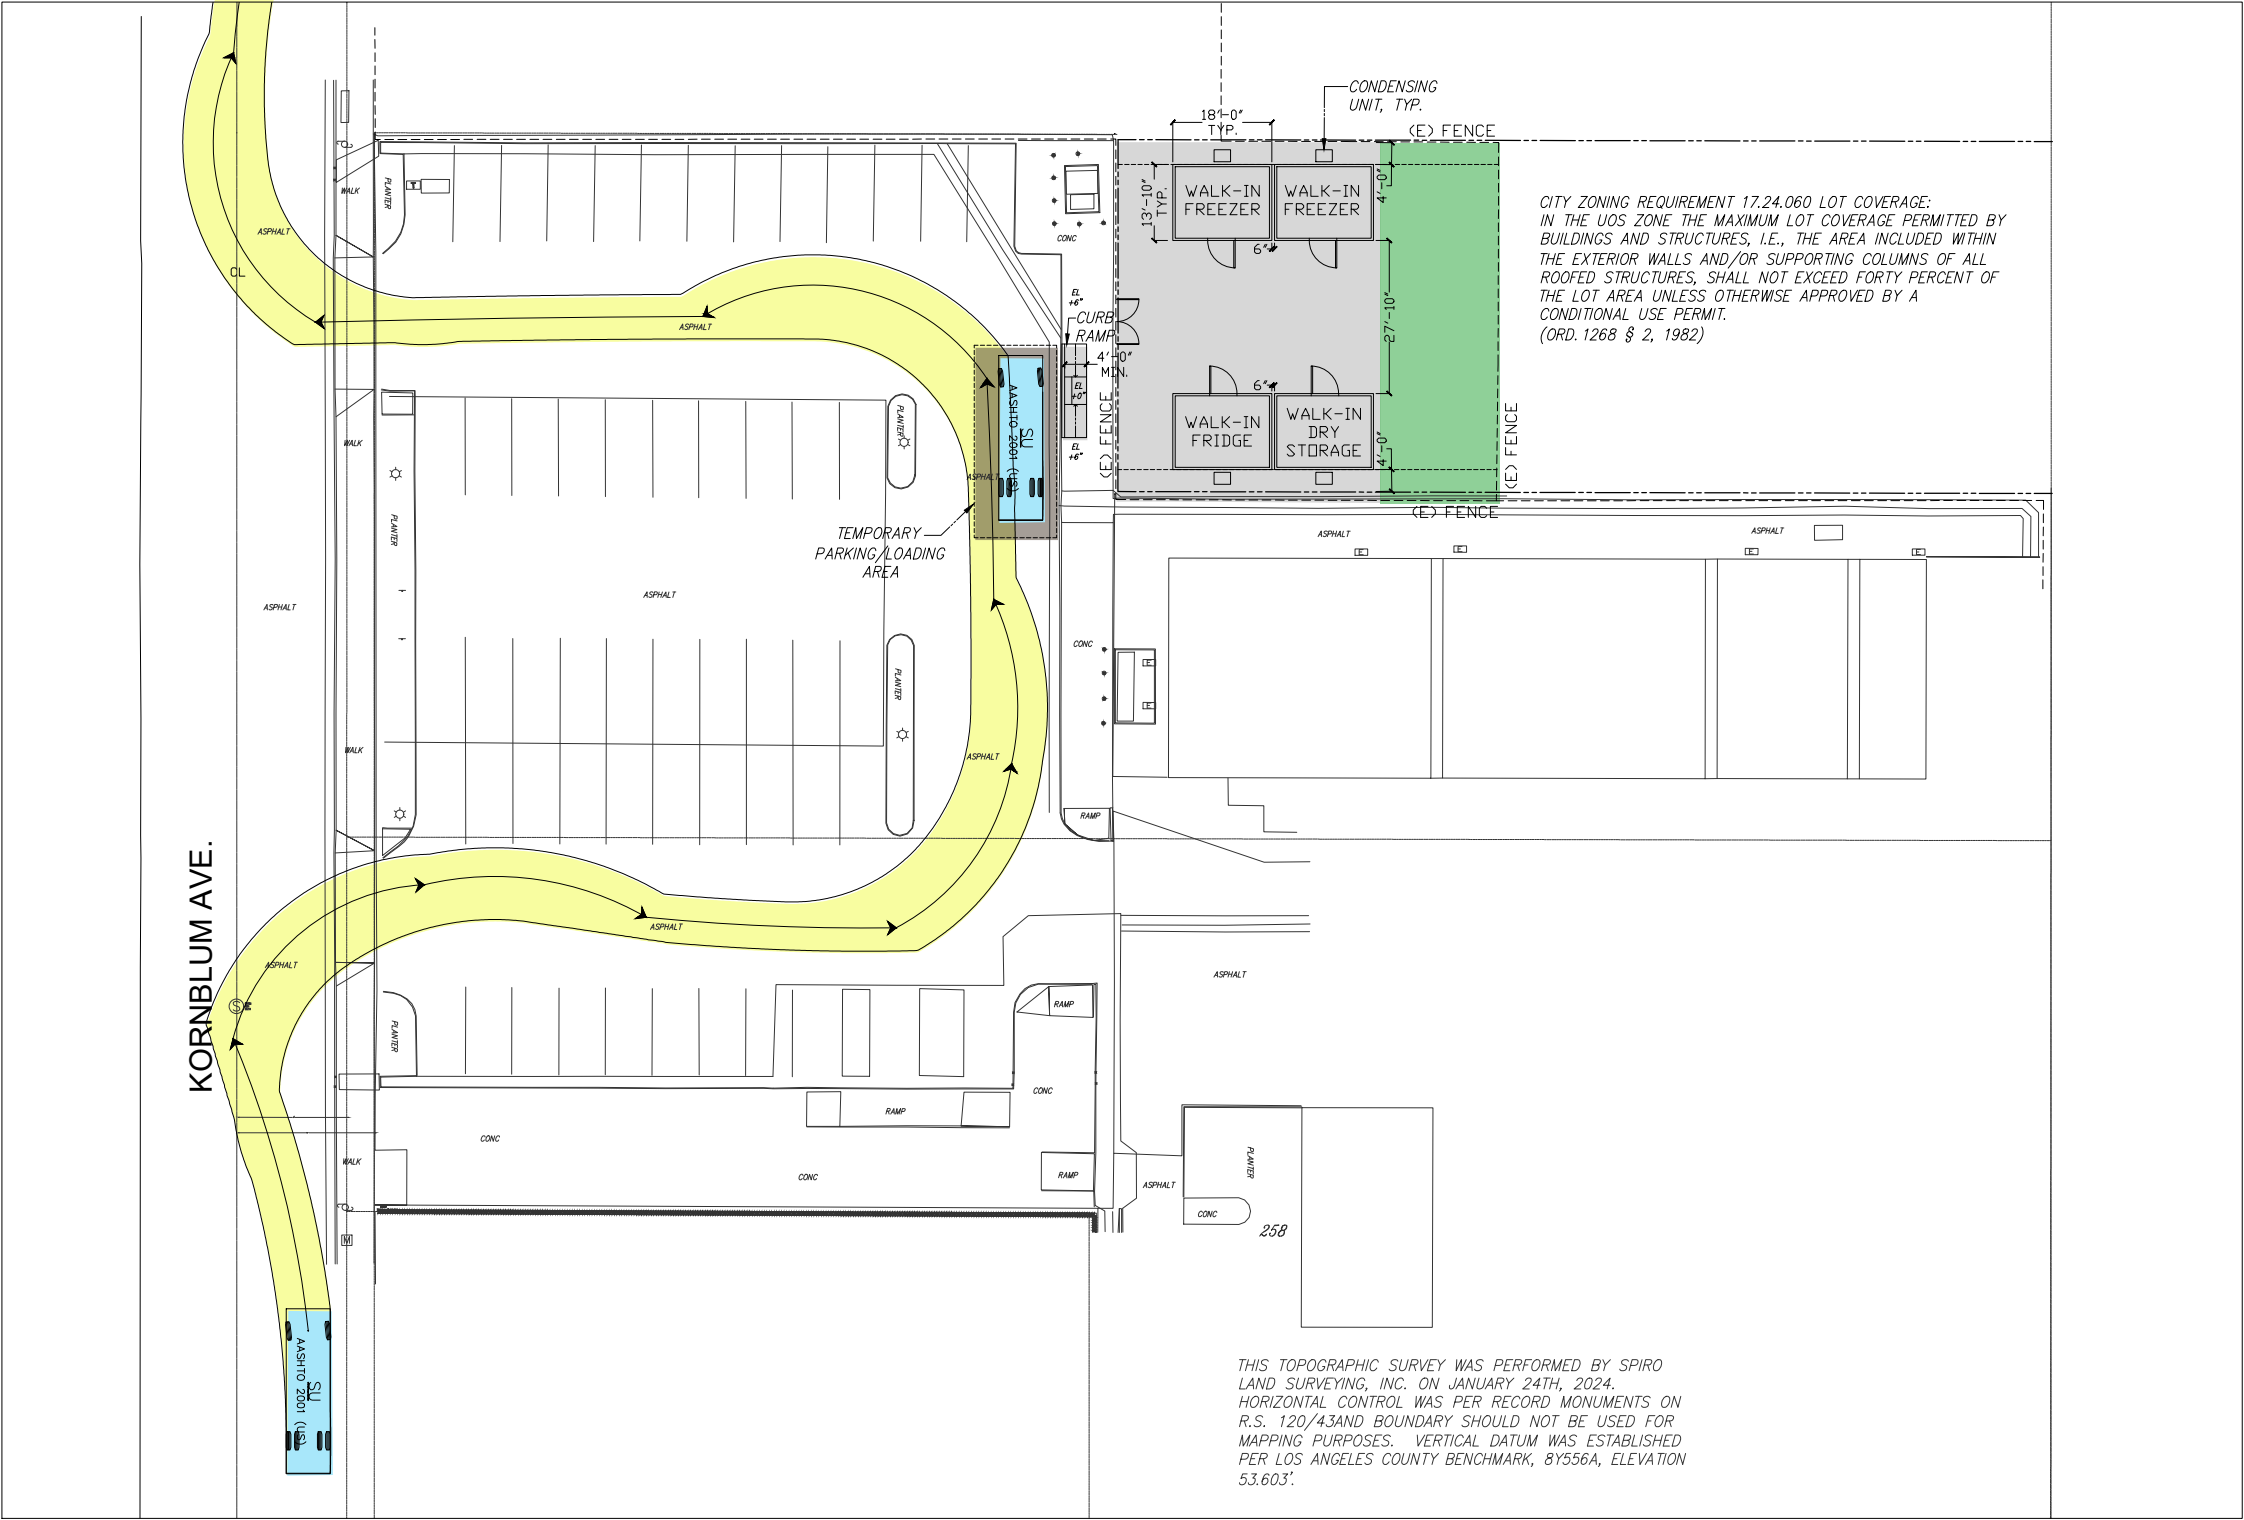 CONDENSING
UNIT, TYP.
18'-0"
TYP.
(E) FENCE
13'-10"
TYP.
WALK-IN
FREEZER
WALK-IN
FREEZER
4'-0"
6"
27'-10"
6"
WALK-IN
FRIDGE
WALK-IN
DRY
STORAGE
4'-0"
(E) FENCE
(E) FENCE
(E) FENCE
CITY ZONING REQUIREMENT 17.24.060 LOT COVERAGE:
IN THE UOS ZONE THE MAXIMUM LOT COVERAGE PERMITTED BY
BUILDINGS AND STRUCTURES, I.E., THE AREA INCLUDED WITHIN
THE EXTERIOR WALLS AND/OR SUPPORTING COLUMNS OF ALL
ROOFED STRUCTURES, SHALL NOT EXCEED FORTY PERCENT OF
THE LOT AREA UNLESS OTHERWISE APPROVED BY A
CONDITIONAL USE PERMIT.
(ORD. 1268 § 2, 1982)
WALK
PLANTER
T
ASPHALT
CL
CONC
EL
+6"
CURB
RAMP
4'-0"
MIN.
EL
+0"
EL
+6"
ASPHALT
SU
AASHTO 2001 (US)
ASPHALT
TEMPORARY
PARKING/LOADING
AREA
WALK
PLANTER
PLANTER
ASPHALT
ASPHALT
ASPHALT
ASPHALT
E
E
E
E
CONC
E
E
PLANTER
WALK
ASPHALT
RAMP
KORNBLUM AVE.
ASPHALT
ASPHALT
S
M
ASPHALT
RAMP
PLANTER
CONC
RAMP
CONC
CONC
WALK
RAMP
ASPHALT
PLANTER
CONC
258
M
SU
AASHTO 2001 (US)
THIS TOPOGRAPHIC SURVEY WAS PERFORMED BY SPIRO
LAND SURVEYING, INC. ON JANUARY 24TH, 2024.
HORIZONTAL CONTROL WAS PER RECORD MONUMENTS ON
R.S. 120/43AND BOUNDARY SHOULD NOT BE USED FOR
MAPPING PURPOSES. VERTICAL DATUM WAS ESTABLISHED
PER LOS ANGELES COUNTY BENCHMARK, 8Y556A, ELEVATION
53.603'.